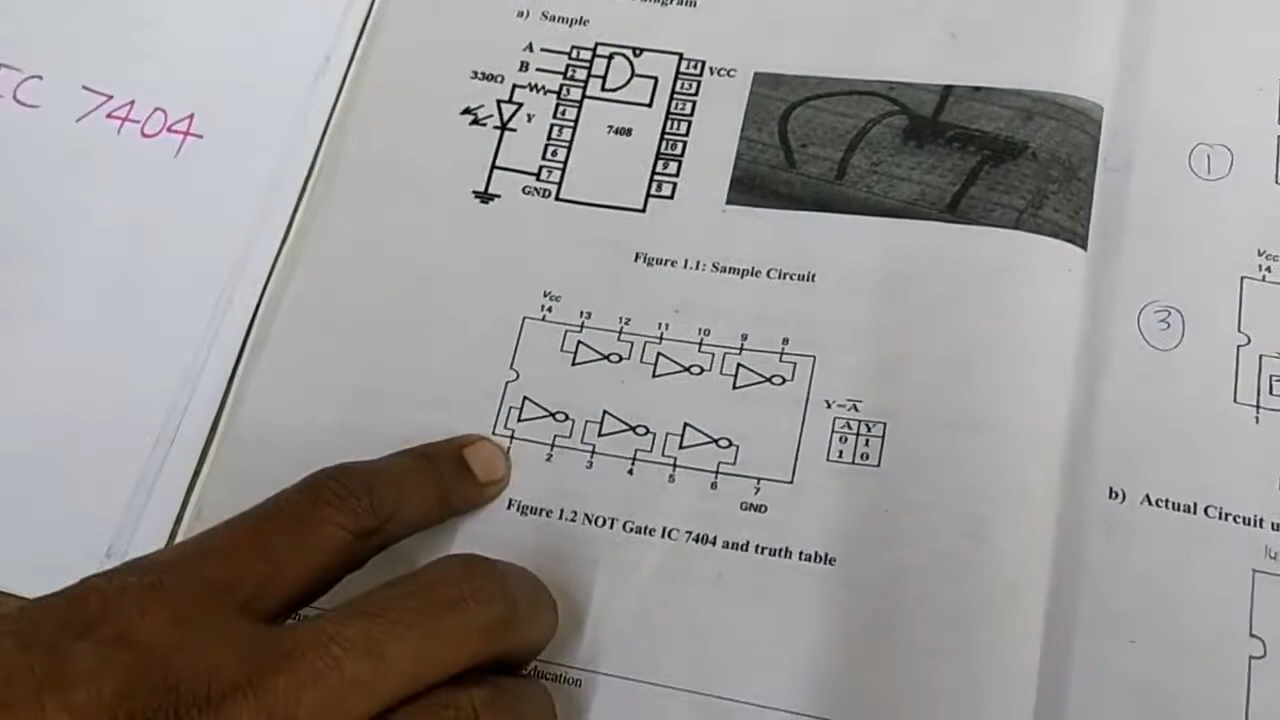 IC 7404
a) Sample
A
B
330Ω
Y
1
2
3
4
5
6
7
GND
7408
14 VCC
13
12
11
10
9
8
Figure 1.1: Sample Circuit
Vcc
14 13 12 11 10 9 8
2 3 4 5 6 7
GND
Y=A̅
A Y
0 1
1 0
Figure 1.2 NOT Gate IC 7404 and truth table
1
3
Vcc
14
1
b) Actual Circuit